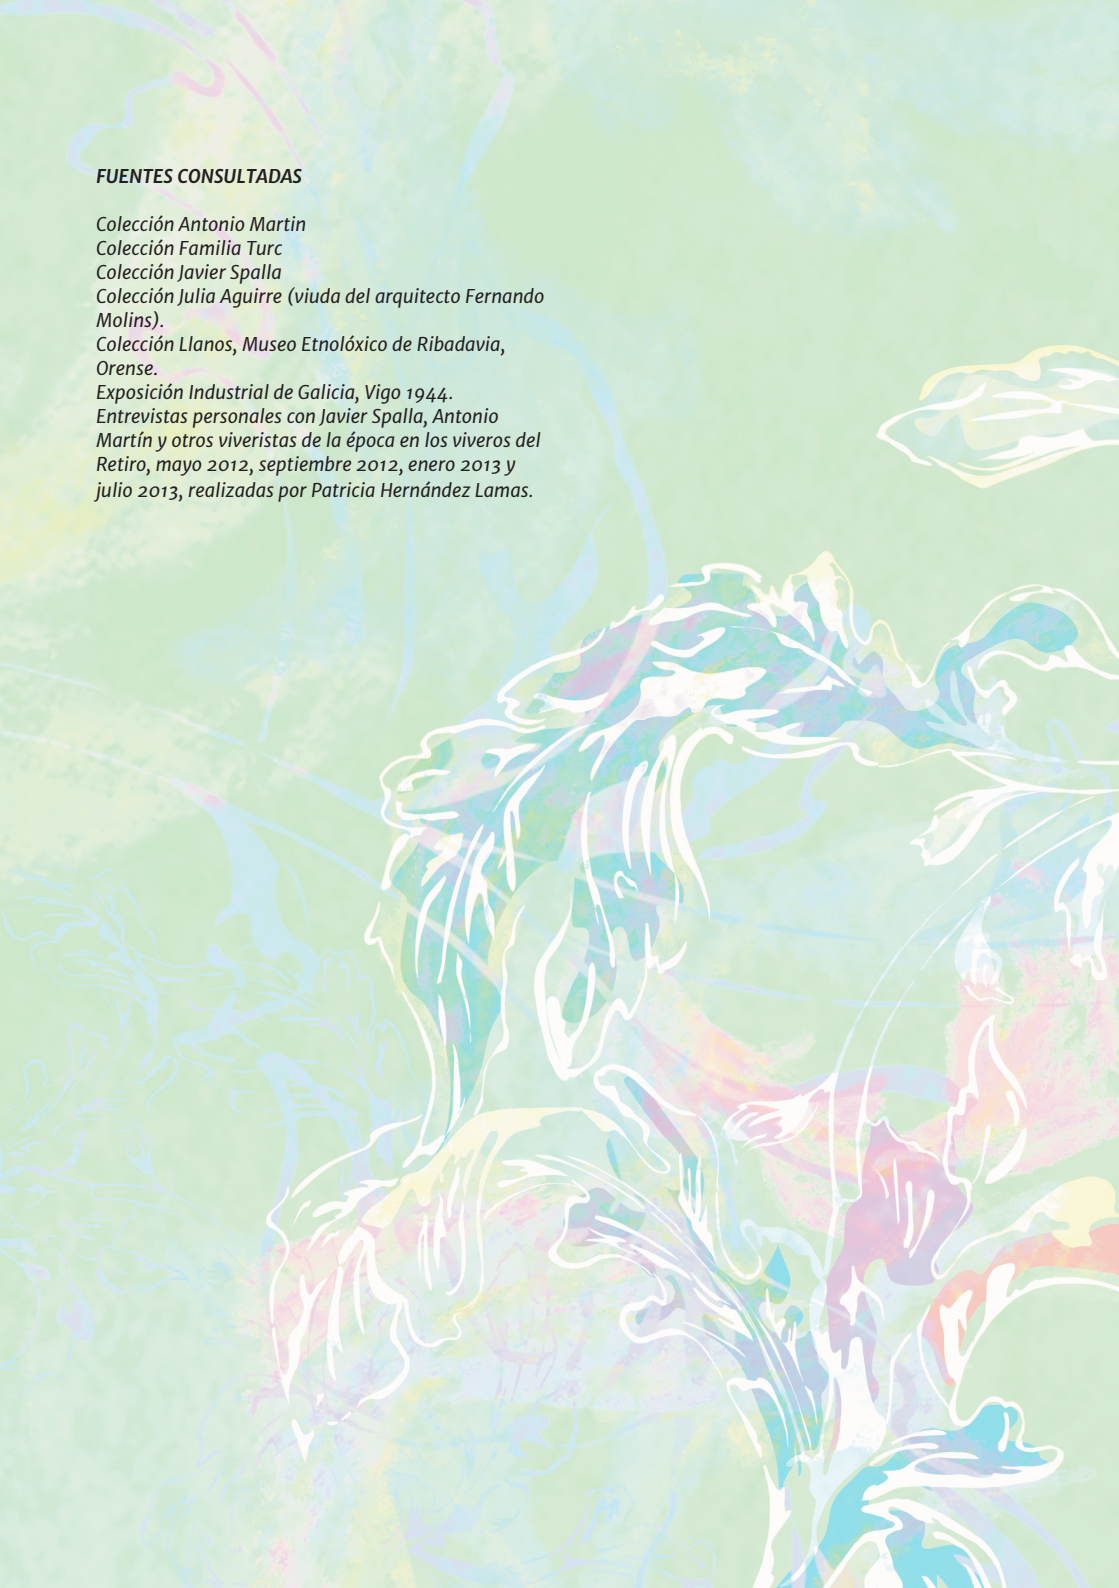 FUENTES CONSULTADAS
Colección Antonio Martin
Colección Familia Turc
Colección Javier Spalla
Colección Julia Aguirre (viuda del arquitecto Fernando
Molins).
Colección Llanos, Museo Etnolóxico de Ribadavia,
Orense.
Exposición Industrial de Galicia, Vigo 1944.
Entrevistas personales con Javier Spalla, Antonio
Martín y otros viveristas de la época en los viveros del
Retiro, mayo 2012, septiembre 2012, enero 2013 y
julio 2013, realizadas por Patricia Hernández Lamas.